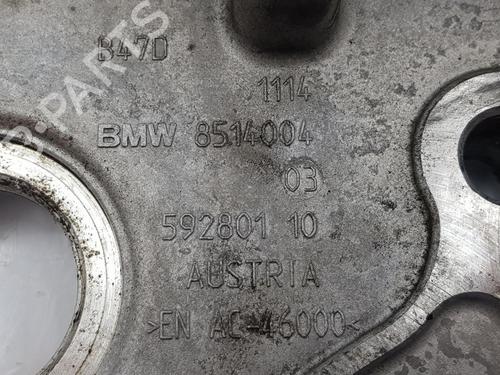 B47D
1114
BMW 8514004
03
592801 10
AUSTRIA
>EN AC-46000<